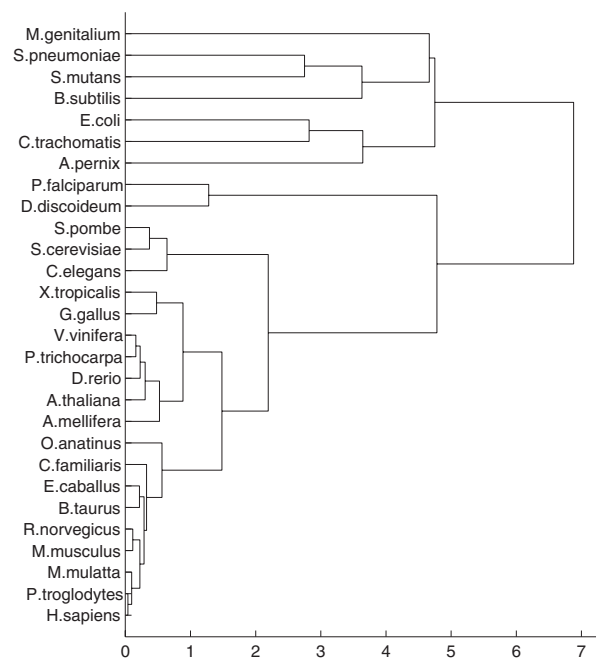 M.genitalium
S.pneumoniae
S.mutans
B.subtilis
E.coli
C.trachomatis
A.pernix
P.falciparum
D.discoideum
S.pombe
S.cerevisiae
C.elegans
X.tropicalis
G.gallus
V.vinifera
P.trichocarpa
D.rerio
A.thaliana
A.mellifera
O.anatinus
C.familiaris
E.caballus
B.taurus
R.norvegicus
M.musculus
M.mulatta
P.troglodytes
H.sapiens
0 1 2 3 4 5 6 7